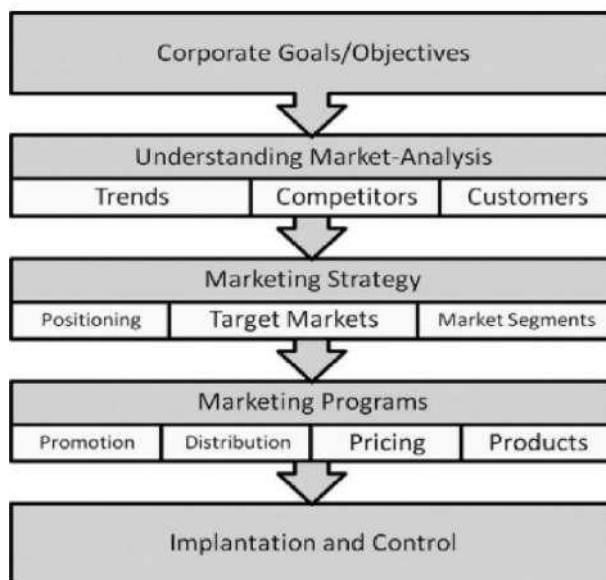 Corporate Goals/Objectives
Understanding Market-Analysis
Trends Competitors Customers
Marketing Strategy
Positioning Target Markets Market Segments
Marketing Programs
Promotion Distribution Pricing Products
Implantation and Control